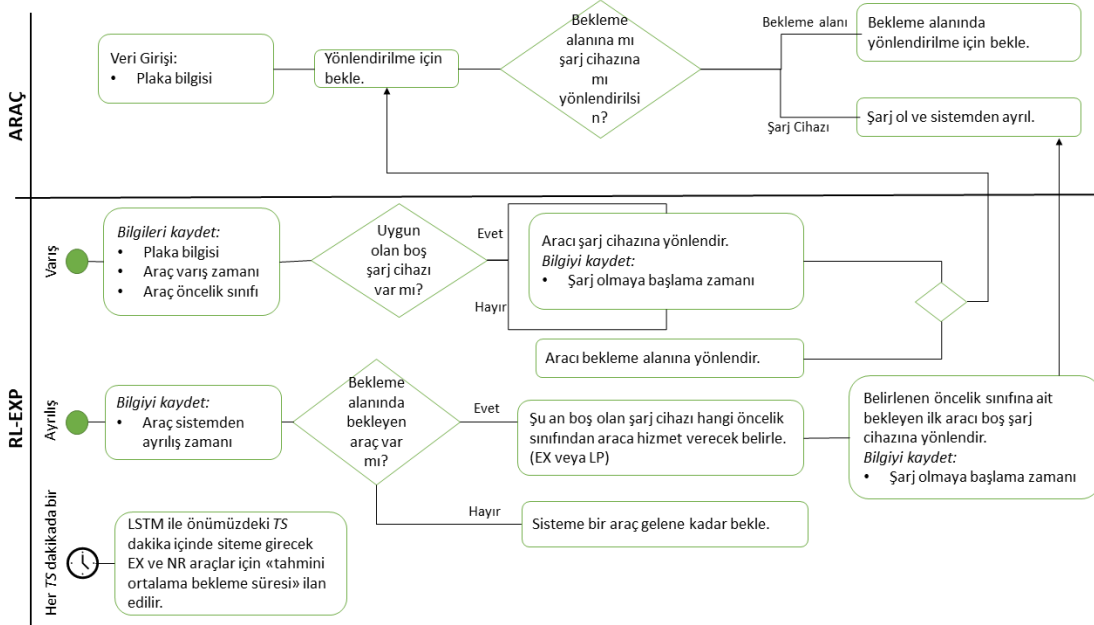 ARAÇ
Veri Girişi:
• Plaka bilgisi
Yönlendirilme için
bekle.
Bekleme
alanına mı
şarj cihazına
mı
yönlendirilsi
n?
Bekleme alanı
Bekleme alanında
yönlendirilme için bekle.
Şarj Cihazı
Şarj ol ve sistemden ayrıl.
RL-EXP
Varış
Bilgileri kaydet:
• Plaka bilgisi
• Araç varış zamanı
• Araç öncelik sınıfı
Uygun
olan boş
şarj cihazı
var mı?
Evet
Aracı şarj cihazına yönlendir.
Bilgiyi kaydet:
• Şarj olmaya başlama zamanı
Hayır
Aracı bekleme alanına yönlendir.
Ayrılış
Bilgiyi kaydet:
• Araç sistemden
ayrılış zamanı
Bekleme
alanında
bekleyen
araç var
mı?
Evet
Şu an boş olan şarj cihazı hangi öncelik
sınıfından araca hizmet verecek belirle.
(EX veya LP)
Belirlenen öncelik sınıfına ait
bekleyen ilk aracı boş şarj
cihazına yönlendir.
Bilgiyi kaydet:
• Şarj olmaya başlama zamanı
Hayır
Sisteme bir araç gelene kadar bekle.
Her TS dakikada bir
LSTM ile önümüzdeki TS
dakika içinde siteme girecek
EX ve NR araçlar için «tahmini
ortalama bekleme süresi» ilan
edilir.